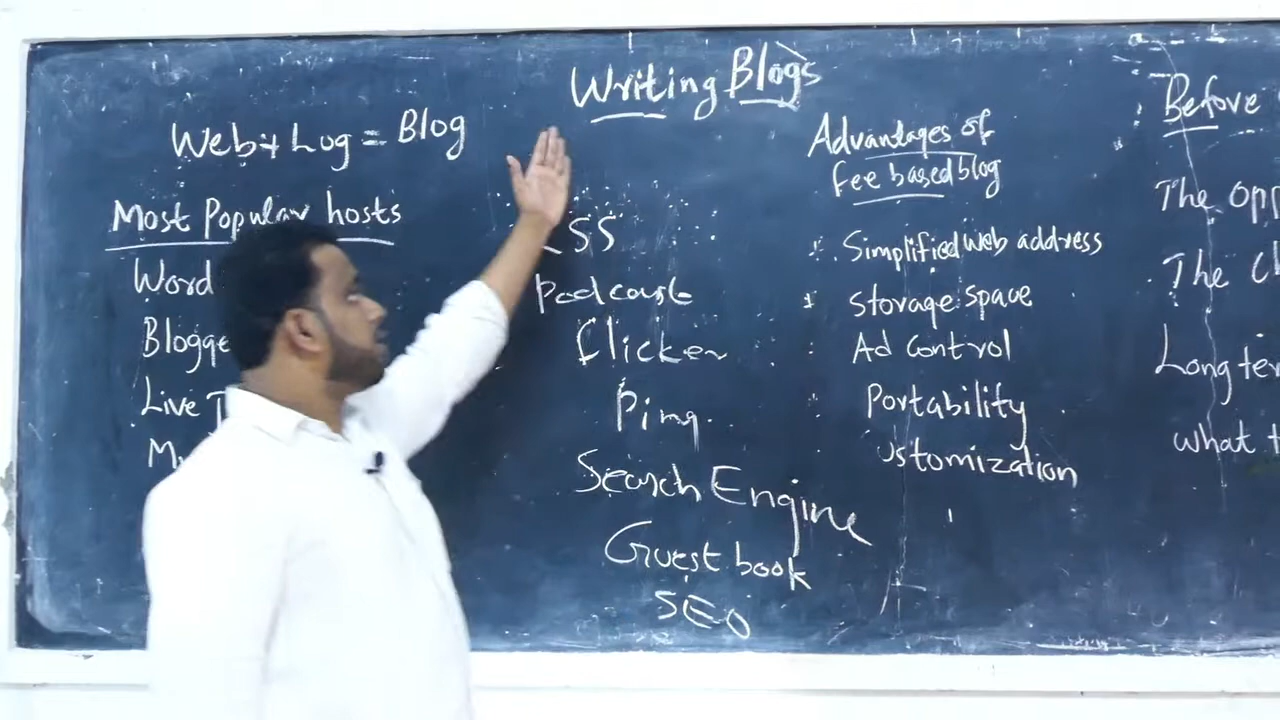 Writing Blogs
Web + Log = Blog
Most Popular hosts
Word
Blogge
Live
RSS
Podcast
flicker
Ping
Search Engine
Guest book
SEO
Advantages of
fee based blog
Simplified web address
Storage space
Ad control
Portability
ustomization
Before
The Opp
The Ch
Long ter
what t